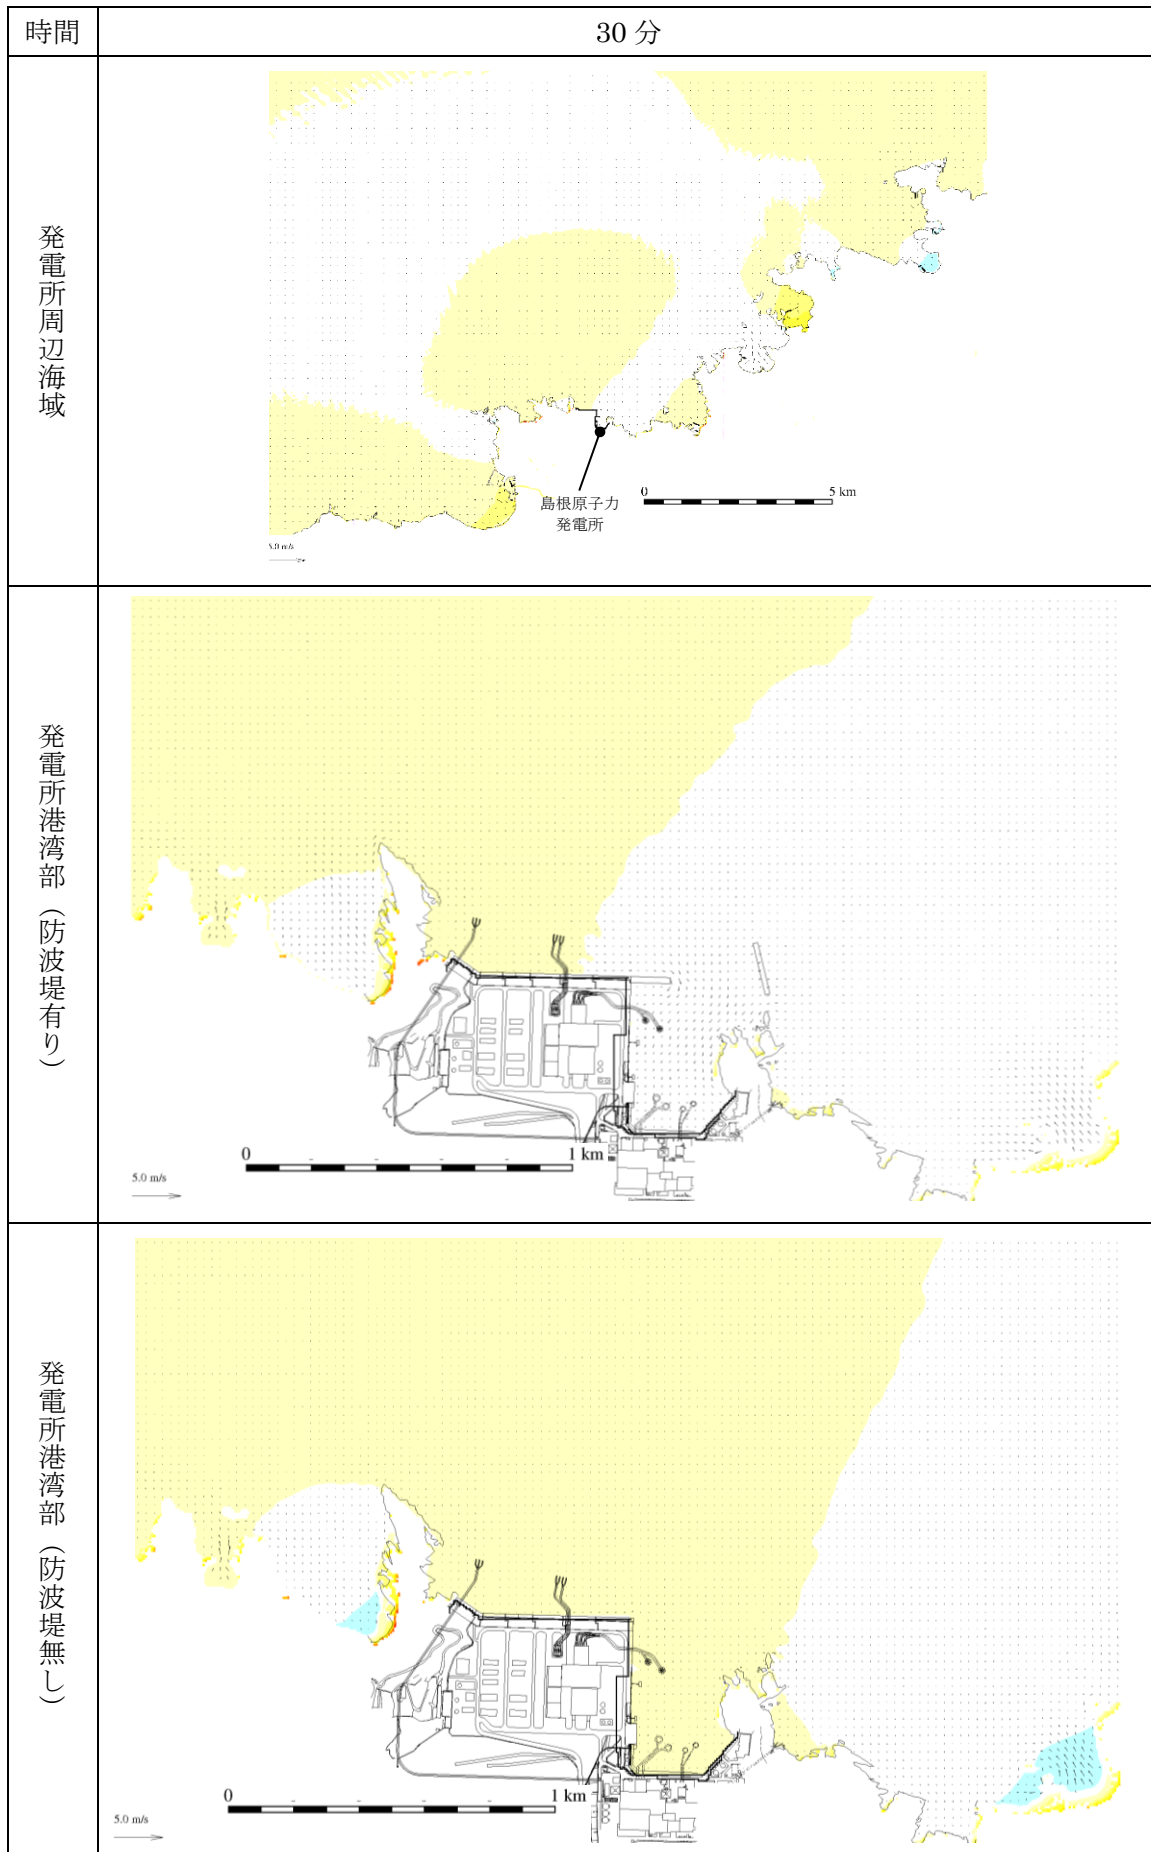 時間
30 分
発電所周辺海域
島根原子力
発電所
0
5 km
5.0 m/s
発電所港湾部（防波堤有り）
0
1 km
5.0 m/s
発電所港湾部（防波堤無し）
0
1 km
5.0 m/s